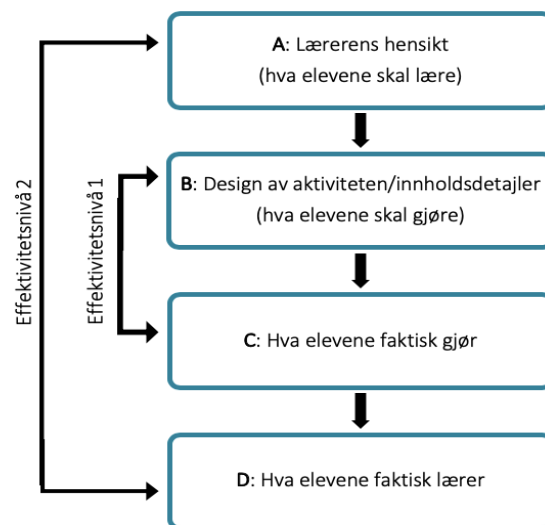 A: Lærerens hensikt
(hva elevene skal lære)
B: Design av aktiviteten/innholdsdetaljer
(hva elevene skal gjøre)
C: Hva elevene faktisk gjør
D: Hva elevene faktisk lærer
Effektivitetsnivå 2
Effektivitetsnivå 1